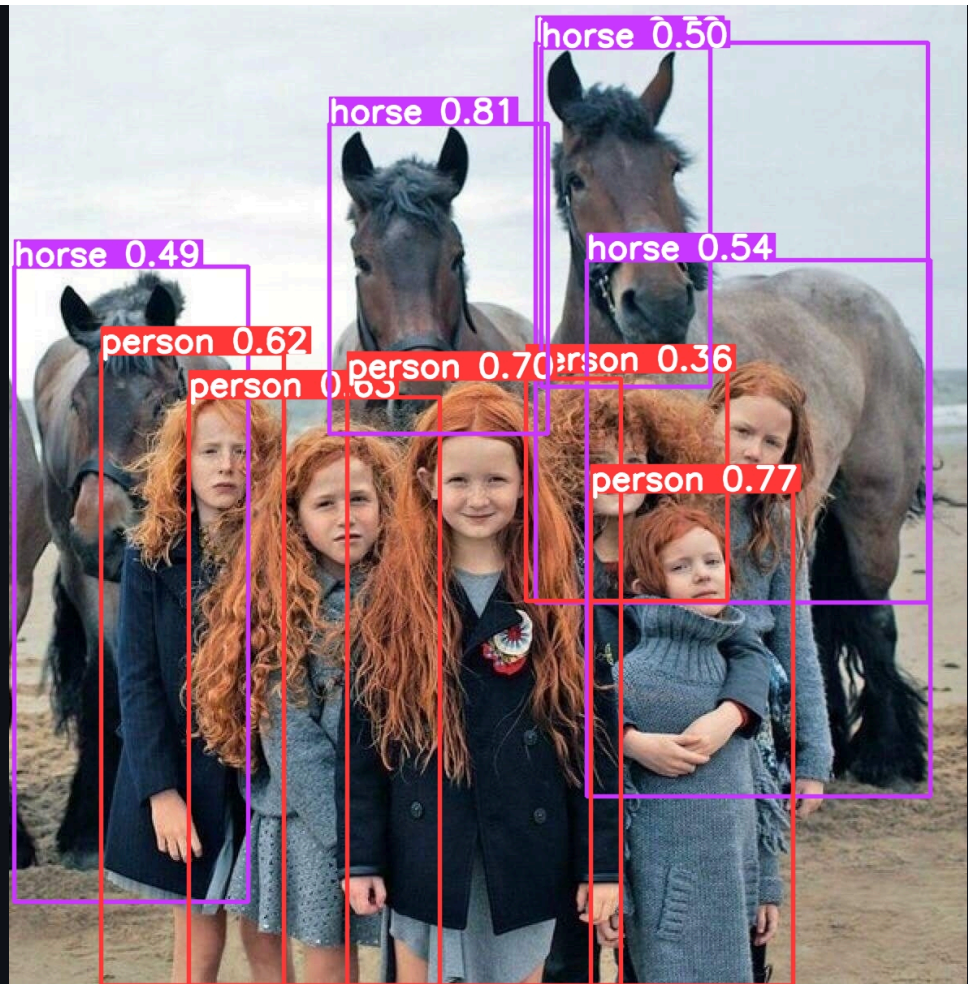 horse 0.50
horse 0.81
horse 0.54
horse 0.49
person 0.62
person 0.70
erson 0.36
person 0.63
person 0.77